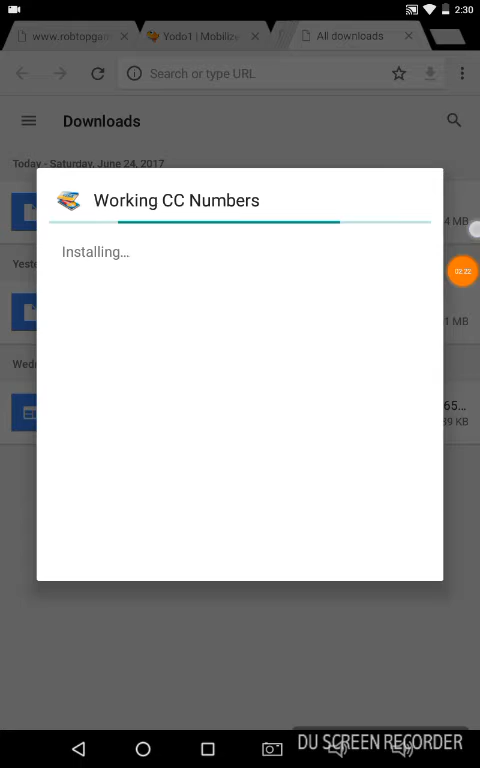 2:30
www.robtopgam
Yodo1 | Mobiliz
All downloads
Search or type URL
Downloads
Today - Saturday, June 24, 2017
4 MB
Working CC Numbers
Installing...
02:22
Yeste
1 MB
Wedn
65...
39 KB
DU SCREEN RECORDER